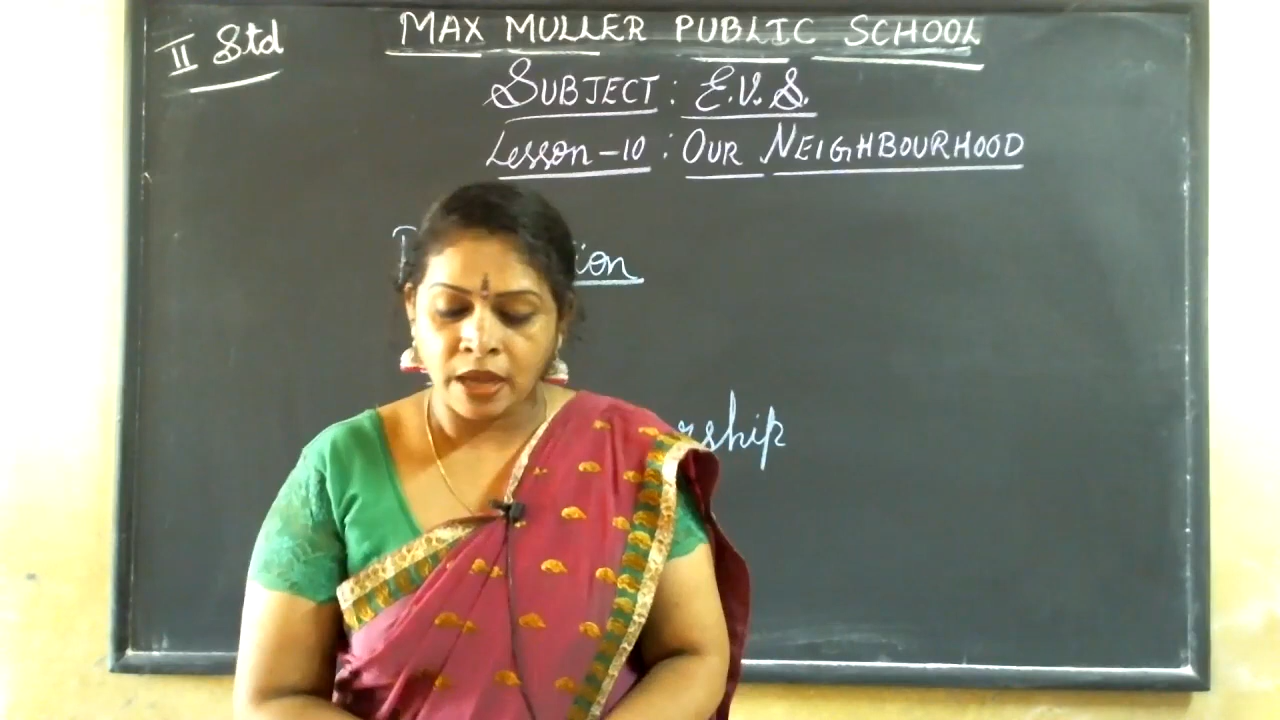 II Std MAX MULLER PUBLIC SCHOOL
SUBJECT : E.V.S.
Lesson-10 : OUR NEIGHBOURHOOD